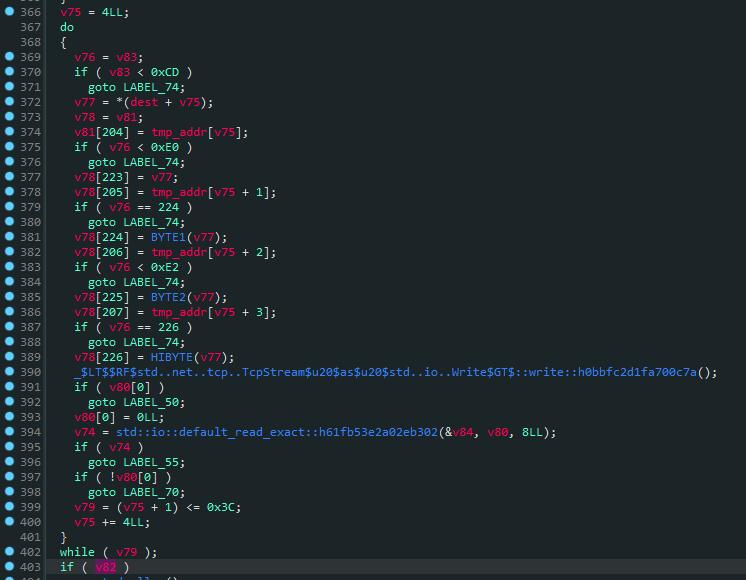 366 v75 = 4LL;
367 do
368 {
369 v76 = v83;
370 if ( v83 < 0xCD )
371 goto LABEL_74;
372 v77 = *(dest + v75);
373 v78 = v81;
374 v81[204] = tmp_addr[v75];
375 if ( v76 < 0xE0 )
376 goto LABEL_74;
377 v78[223] = v77;
378 v78[205] = tmp_addr[v75 + 1];
379 if ( v76 == 224 )
380 goto LABEL_74;
381 v78[224] = BYTE1(v77);
382 v78[206] = tmp_addr[v75 + 2];
383 if ( v76 < 0xE2 )
384 goto LABEL_74;
385 v78[225] = BYTE2(v77);
386 v78[207] = tmp_addr[v75 + 3];
387 if ( v76 == 226 )
388 goto LABEL_74;
389 v78[226] = HIBYTE(v77);
390 _$LT$$RF$std..net..tcp..TcpStream$u20$as$u20$std..io..Write$GT$::write::h0bbfc2d1fa700c7a();
391 if ( v80[0] )
392 goto LABEL_50;
393 v80[0] = 0LL;
394 v74 = std::io::default_read_exact::h61fb53e2a02eb302(&v84, v80, 8LL);
395 if ( v74 )
396 goto LABEL_55;
397 if ( !v80[0] )
398 goto LABEL_70;
399 v79 = (v75 + 1) <= 0x3C;
400 v75 += 4LL;
401 }
402 while ( v79 );
403 if ( v82 )